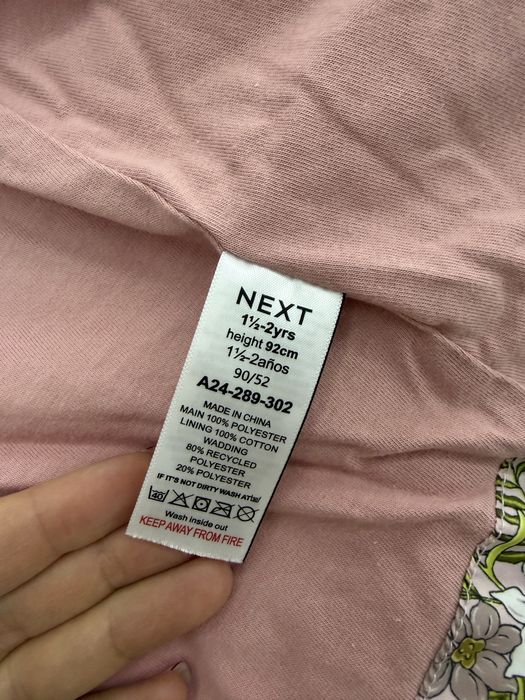 NEXT
1½-2yrs
height 92cm
1½-2años
90/52
A24-289-302
MADE IN CHINA
MAIN 100% POLYESTER
LINING 100% COTTON
WADDING
80% RECYCLED
POLYESTER
20% POLYESTER
IF IT'S NOT DIRTY WASH AT
40
Wash inside out
KEEP AWAY FROM FIRE